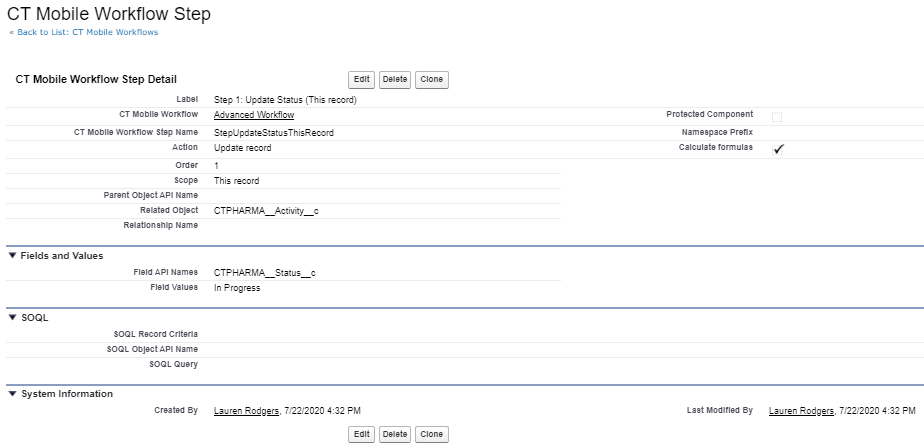 CT Mobile Workflow Step
« Back to List: CT Mobile Workflows
CT Mobile Workflow Step Detail
Edit Delete Clone
Label Step 1: Update Status (This record)
CT Mobile Workflow Advanced Workflow Protected Component
CT Mobile Workflow Step Name StepUpdateStatusThisRecord Namespace Prefix
Action Update record Calculate formulas ✓
Order 1
Scope This record
Parent Object API Name
Related Object CTPHARMA__Activity__c
Relationship Name
▼ Fields and Values
Field API Names CTPHARMA__Status__c
Field Values In Progress
▼ SOQL
SOQL Record Criteria
SOQL Object API Name
SOQL Query
▼ System Information
Created By Lauren Rodgers, 7/22/2020 4:32 PM Last Modified By Lauren Rodgers, 7/22/2020 4:32 PM
Edit Delete Clone